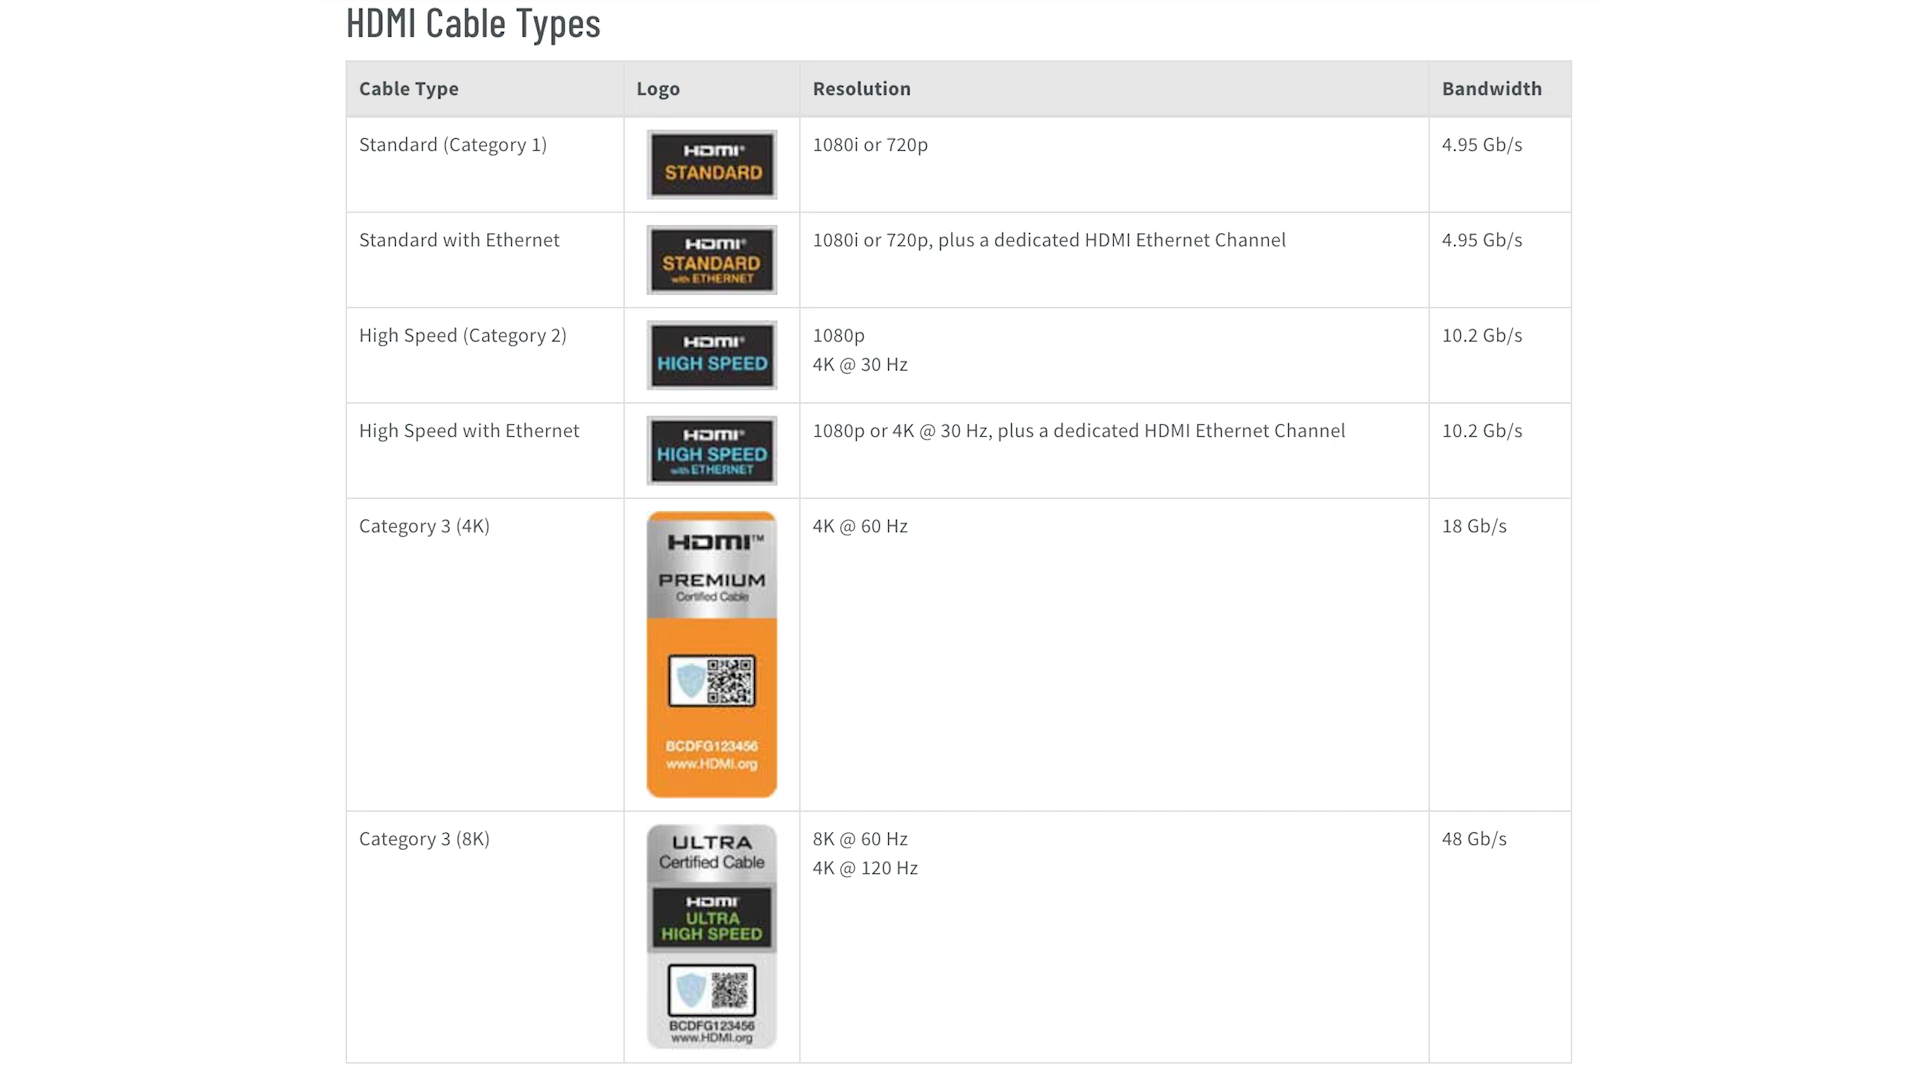 HDMI Cable Types
Cable Type Logo Resolution Bandwidth
Standard (Category 1)
HDMI®
STANDARD
1080i or 720p
4.95 Gb/s
Standard with Ethernet
HDMI®
STANDARD
with ETHERNET
1080i or 720p, plus a dedicated HDMI Ethernet Channel
4.95 Gb/s
High Speed (Category 2)
HDMI®
HIGH SPEED
1080p
4K @ 30 Hz
10.2 Gb/s
High Speed with Ethernet
HDMI®
HIGH SPEED
with ETHERNET
1080p or 4K @ 30 Hz, plus a dedicated HDMI Ethernet Channel
10.2 Gb/s
Category 3 (4K)
HDMI™
PREMIUM
Certified Cable
BCDFG123456
www.HDMI.org
4K @ 60 Hz
18 Gb/s
Category 3 (8K)
ULTRA
Certified Cable
HDMI
ULTRA
HIGH SPEED
BCDFG123456
www.HDMI.org
8K @ 60 Hz
4K @ 120 Hz
48 Gb/s